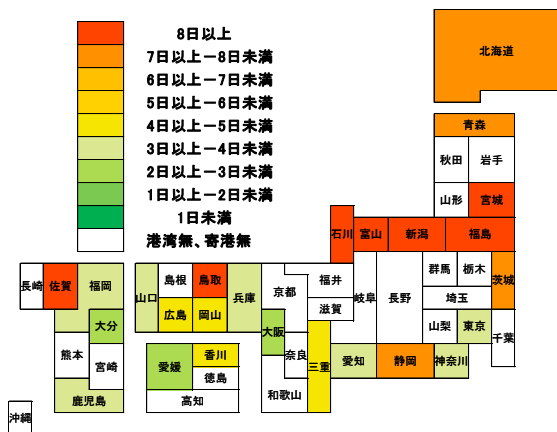 8日以上
7日以上－8日未満
6日以上－7日未満
5日以上－6日未満
4日以上－5日未満
3日以上－4日未満
2日以上－3日未満
1日以上－2日未満
1日未満
港湾無、寄港無
北海道
青森
秋田 岩手
山形 宮城
石川 富山 新潟 福島
群馬 栃木 茨城
岐阜 長野 埼玉
山梨 東京 千葉
愛知 静岡 神奈川
福井
滋賀
京都
兵庫
大阪 奈良 三重
和歌山
島根 鳥取
山口 広島 岡山
愛媛 香川
徳島
高知
長崎 佐賀 福岡
大分
熊本 宮崎
鹿児島
沖縄